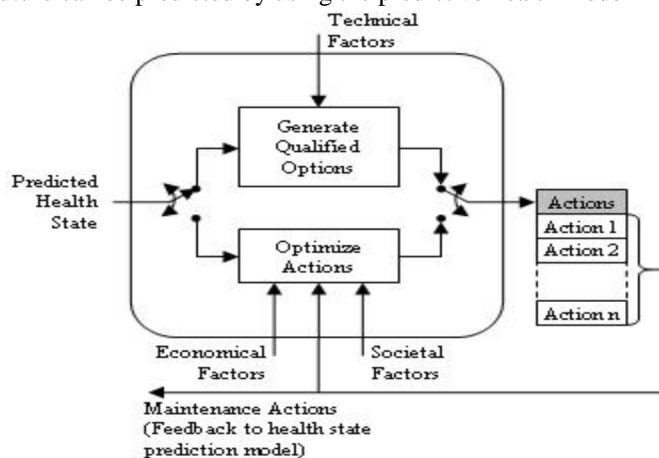 Technical
Factors
Generate
Qualified
Options
Predicted
Health
State
Actions
Action 1
Action 2
Optimize
Actions
Action n
Economical
Factors
Societal
Factors
Maintenance Actions
(Feedback to health state
prediction model)